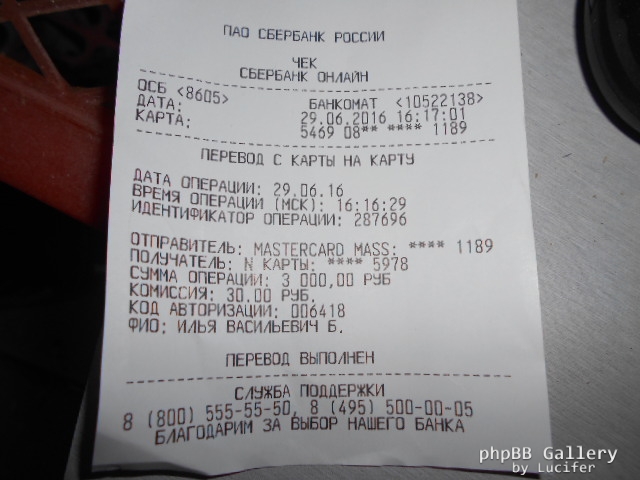 ПАО СБЕРБАНК РОССИИ
ЧЕК
СБЕРБАНК ОНЛАЙН
ОСБ <8605> БАНКОМАТ <10522138>
ДАТА: 29.06.2016 16:17:01
КАРТА: 5469 08** **** 1189
ПЕРЕВОД С КАРТЫ НА КАРТУ
ДАТА ОПЕРАЦИИ: 29.06.16
ВРЕМЯ ОПЕРАЦИИ (МСК): 16:16:29
ИДЕНТИФИКАТОР ОПЕРАЦИИ: 287696
ОТПРАВИТЕЛЬ: MASTERCARD MASS: **** 1189
ПОЛУЧАТЕЛЬ: N КАРТЫ: **** 5978
СУММА ОПЕРАЦИИ: 3 000,00 РУБ
КОМИССИЯ: 30.00 РУБ.
КОД АВТОРИЗАЦИИ: 006418
ФИО: ИЛЬЯ ВАСИЛЬЕВИЧ Б.
ПЕРЕВОД ВЫПОЛНЕН
СЛУЖБА ПОДДЕРЖКИ
8 (800) 555-55-50, 8 (495) 500-00-05
БЛАГОДАРИМ ЗА ВЫБОР НАШЕГО БАНКА
phpBB Gallery
by Lucifer